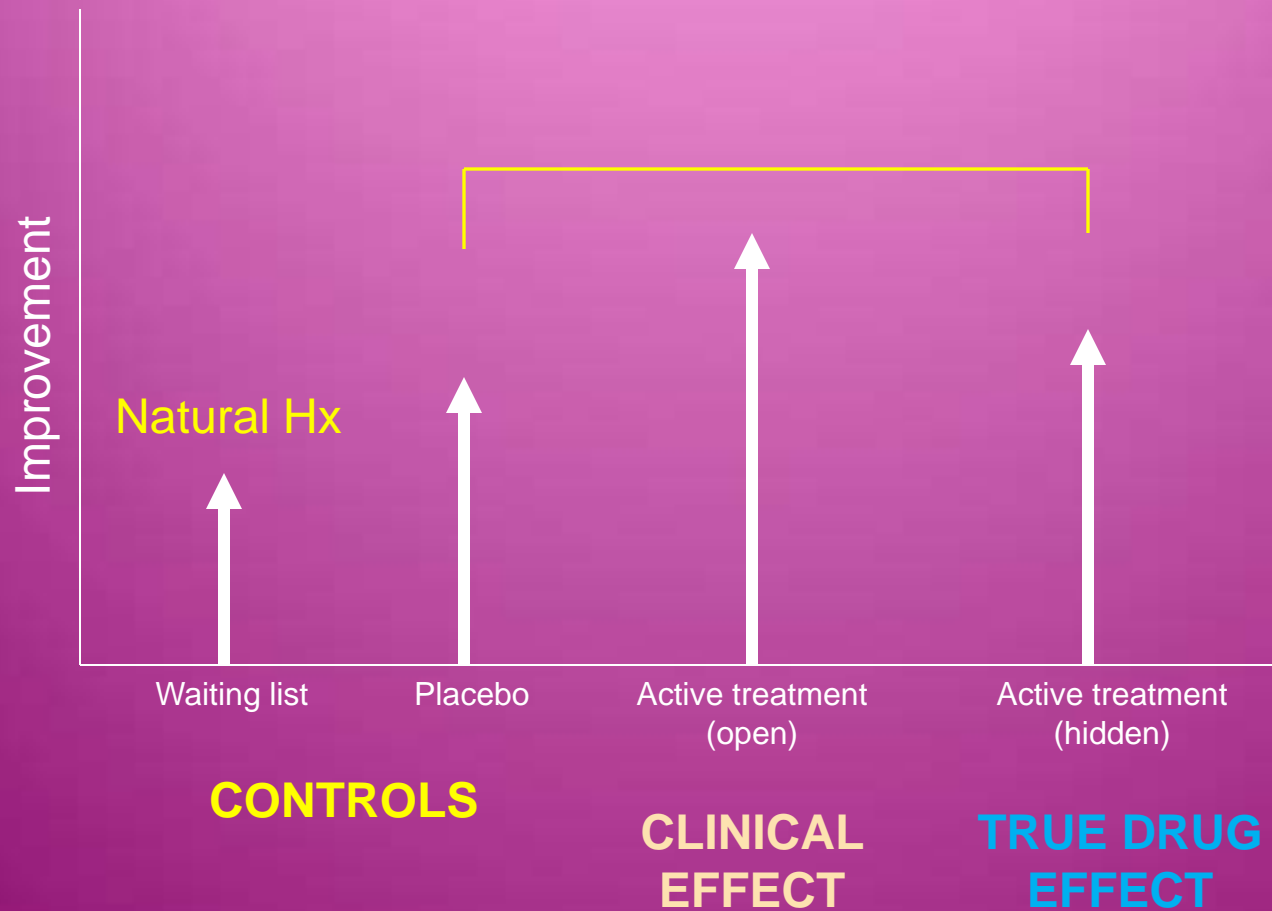 Improvement
Natural Hx
Waiting list
Placebo
Active treatment
(open)
Active treatment
(hidden)
CONTROLS
CLINICAL
EFFECT
TRUE DRUG
EFFECT